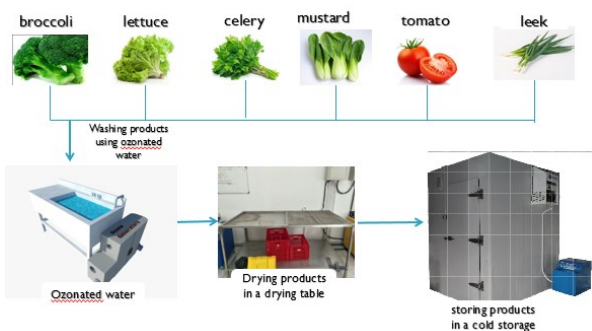 broccoli
lettuce
celery
mustard
tomato
leek
Washing products
using ozonated
water
Ozonated water
Drying products
in a drying table
storing products
in a cold storage